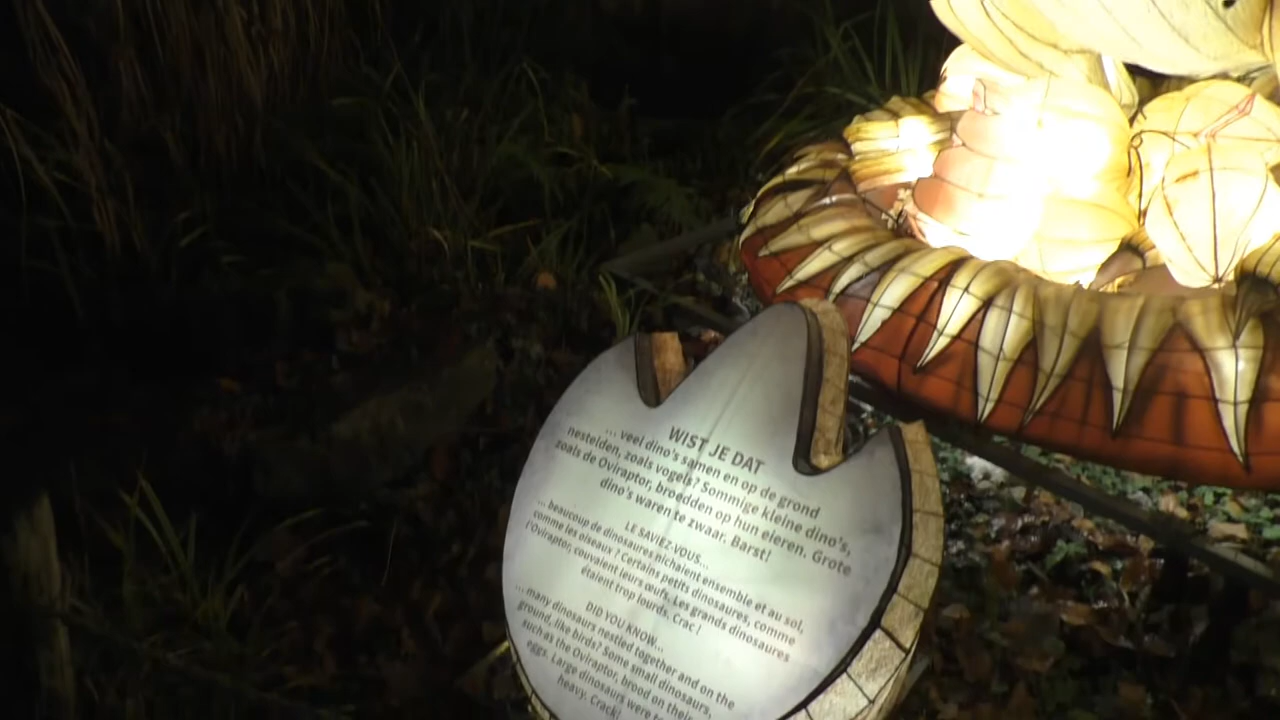 WIST JE DAT
... veel dino's samen en op de grond
nestelden, zoals vogels? Sommige kleine dino's,
zoals de Oviraptor, broedden op hun eieren. Grote
dino's waren te zwaar. Barst!
LE SAVIEZ-VOUS...
... beaucoup de dinosaures nichaient ensemble et au sol,
comme les oiseaux ? Certains petits dinosaures, comme
l'Oviraptor, couvaient leurs œufs. Les grands dinosaures
étaient trop lourds. Crac !
DID YOU KNOW...
... many dinosaurs nestled together and on the
ground, like birds? Some small dinosaurs,
such as the Oviraptor, brood on their
eggs. Large dinosaurs were
heavy. Crack!